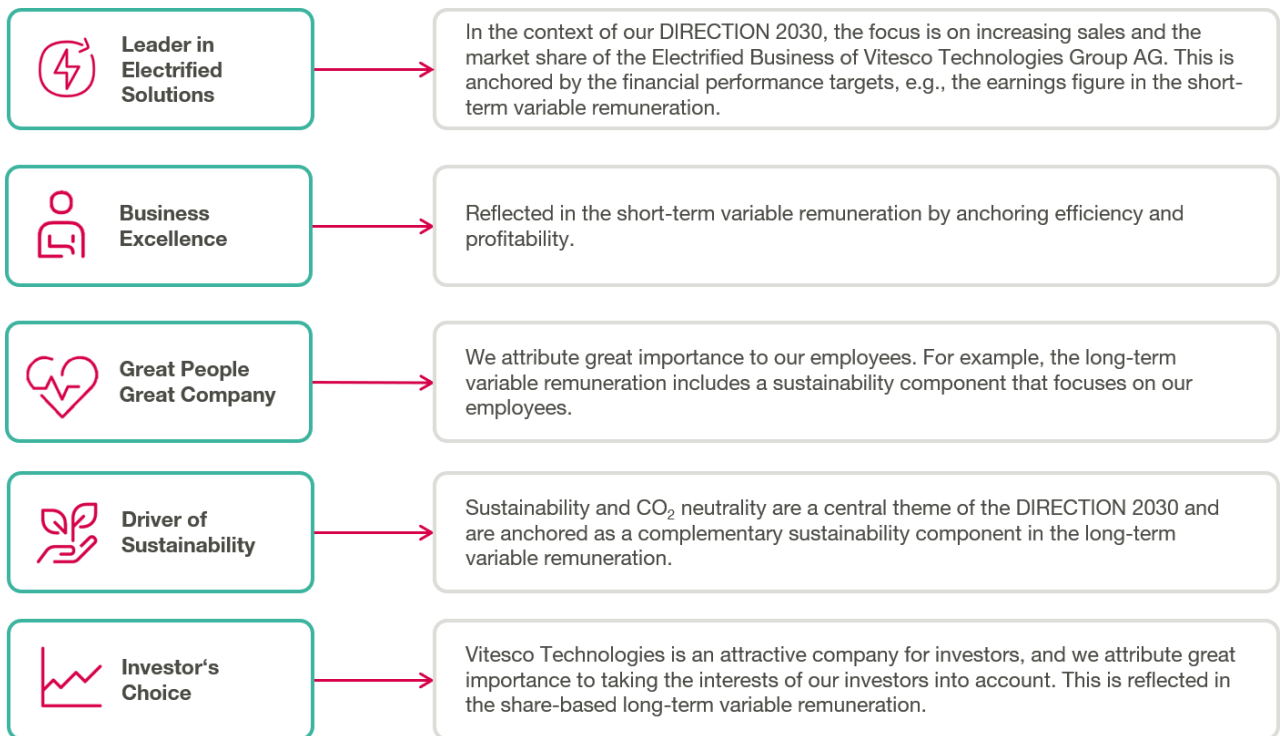 Leader in
Electrified
Solutions
In the context of our DIRECTION 2030, the focus is on increasing sales and the
market share of the Electrified Business of Vitesco Technologies Group AG. This is
anchored by the financial performance targets, e.g., the earnings figure in the short-
term variable remuneration.
Business
Excellence
Reflected in the short-term variable remuneration by anchoring efficiency and
profitability.
Great People
Great Company
We attribute great importance to our employees. For example, the long-term
variable remuneration includes a sustainability component that focuses on our
employees.
Driver of
Sustainability
Sustainability and CO₂ neutrality are a central theme of the DIRECTION 2030 and
are anchored as a complementary sustainability component in the long-term
variable remuneration.
Investor‘s
Choice
Vitesco Technologies is an attractive company for investors, and we attribute great
importance to taking the interests of our investors into account. This is reflected in
the share-based long-term variable remuneration.